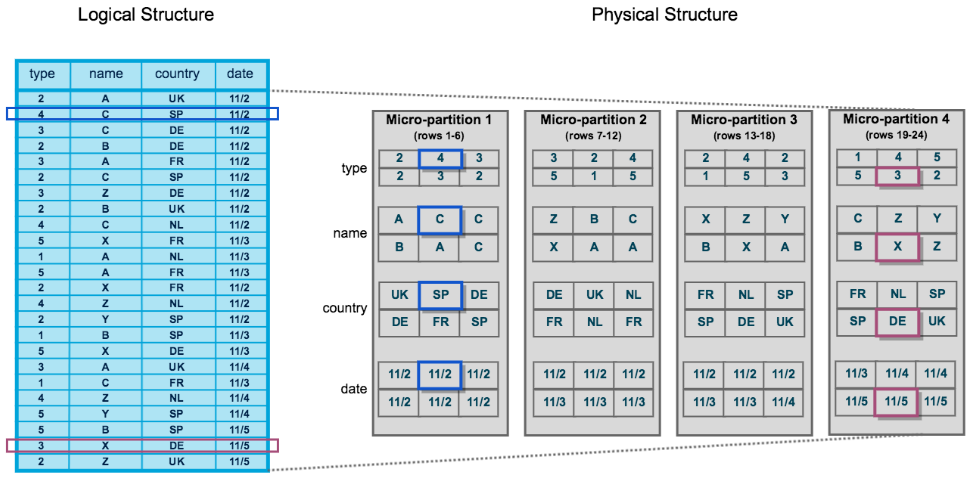 Logical Structure
Physical Structure
type name country date
2 A UK 11/2
4 C SP 11/2
3 C DE 11/2
2 B DE 11/2
3 A FR 11/2
2 C SP 11/2
3 Z DE 11/2
2 B UK 11/2
4 C NL 11/2
5 X FR 11/3
1 A NL 11/3
5 A FR 11/3
2 X FR 11/2
4 Z NL 11/2
2 Y SP 11/2
1 B SP 11/3
5 X DE 11/3
3 A UK 11/4
1 C FR 11/3
4 Z NL 11/4
5 Y SP 11/4
5 B SP 11/5
3 X DE 11/5
2 Z UK 11/5
Micro-partition 1 Micro-partition 2 Micro-partition 3 Micro-partition 4
(rows 1-6) (rows 7-12) (rows 13-18) (rows 19-24)
type
2 4 3 3 2 4 2 4 2 1 4 5
2 3 2 5 1 5 1 5 3 5 3 2
name
A C C Z B C X Z Y C Z Y
B A C X A A B X A B X Z
country
UK SP DE DE UK NL FR NL SP FR NL SP
DE FR SP FR NL FR SP DE UK SP DE UK
date
11/2 11/2 11/2 11/2 11/2 11/2 11/2 11/2 11/2 11/3 11/4 11/4
11/2 11/2 11/2 11/3 11/3 11/3 11/3 11/3 11/4 11/5 11/5 11/5